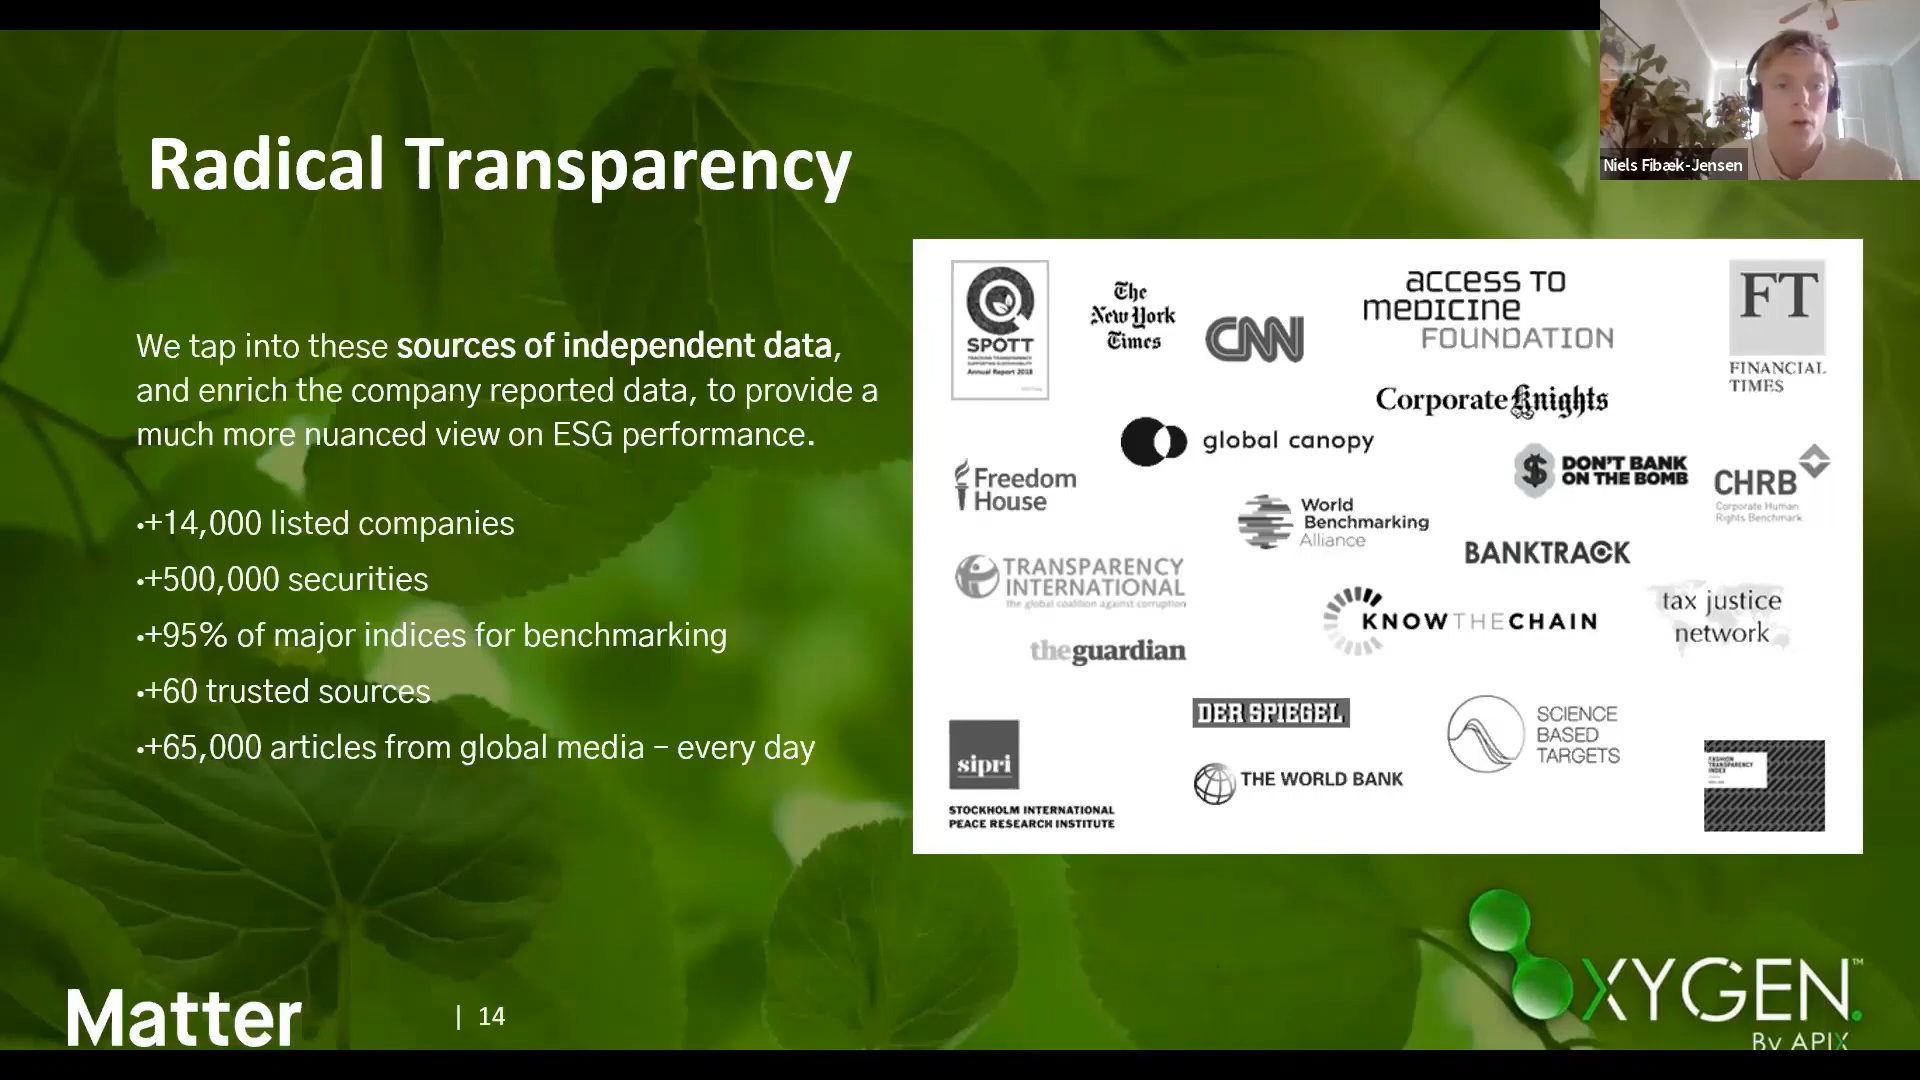 Niels Fibæk-Jensen
Radical Transparency
We tap into these sources of independent data,
and enrich the company reported data, to provide a
much more nuanced view on ESG performance.
•+14,000 listed companies
•+500,000 securities
•+95% of major indices for benchmarking
•+60 trusted sources
•+65,000 articles from global media – every day
SPOTT
TRACKING TRANSPARENCY
SUPPORTING SUSTAINABILITY
Annual Report 2018
The
New York
Times
CNN
ACCESS TO
MEDICINE
FOUNDATION
FT
FINANCIAL
TIMES
Corporate Knights
global canopy
Freedom
House
DON'T BANK
ON THE BOMB
CHRB
Corporate Human
Rights Benchmark
World
Benchmarking
Alliance
BANKTRACK
TRANSPARENCY
INTERNATIONAL
the global coalition against corruption
KNOWTHECHAIN
tax justice
network
theguardian
DER SPIEGEL
SCIENCE
BASED
TARGETS
sipri
STOCKHOLM INTERNATIONAL
PEACE RESEARCH INSTITUTE
THE WORLD BANK
FASHION
TRANSPARENCY
INDEX
Matter
| 14
OXYGEN.™
By APIX